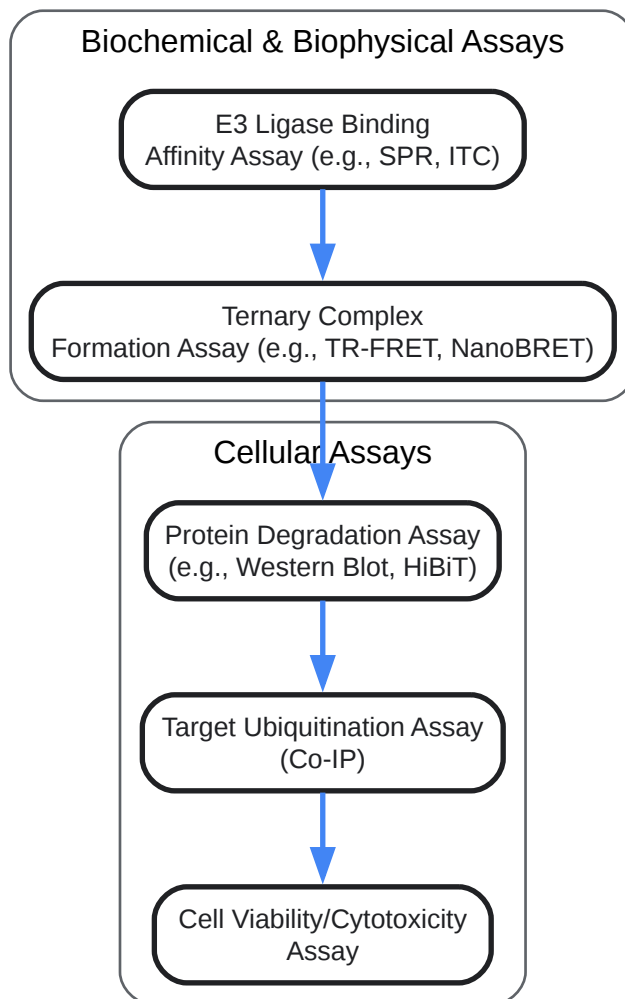 Biochemical & Biophysical Assays
E3 Ligase Binding
Affinity Assay (e.g., SPR, ITC)
Ternary Complex
Formation Assay (e.g., TR-FRET, NanoBRET)
Cellular Assays
Protein Degradation Assay
(e.g., Western Blot, HiBiT)
Target Ubiquitination Assay
(Co-IP)
Cell Viability/Cytotoxicity
Assay